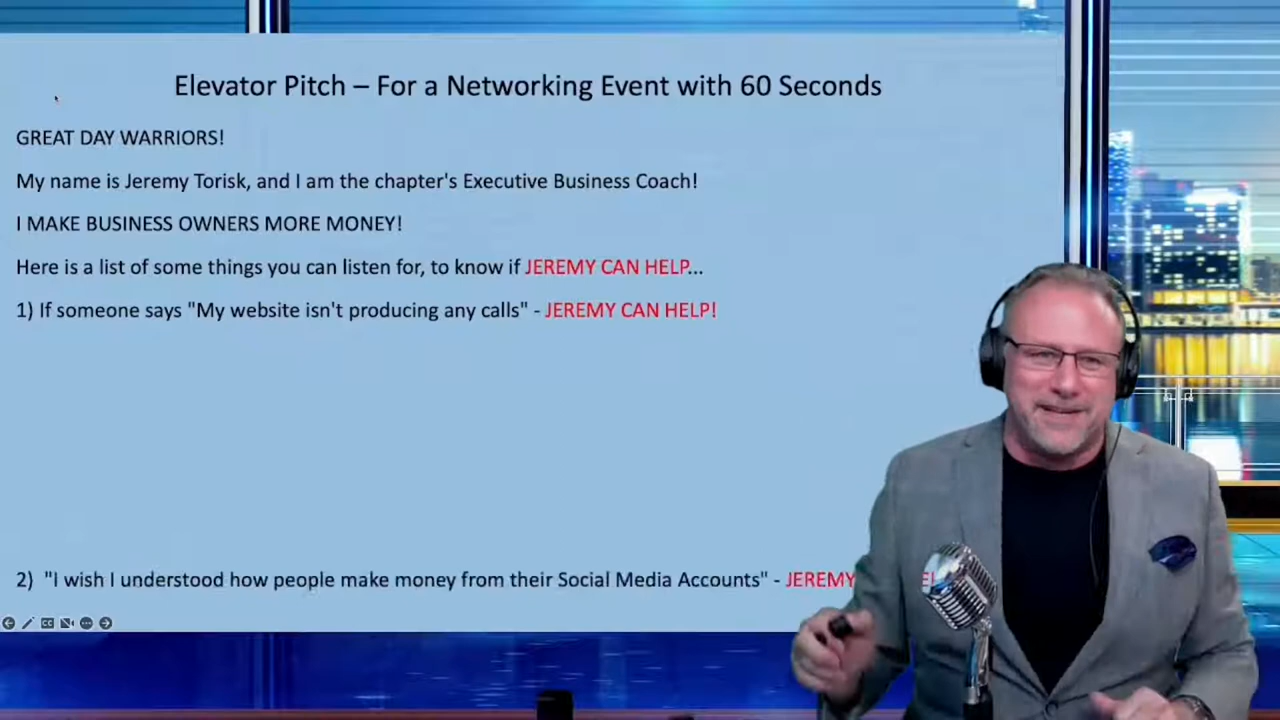 Elevator Pitch – For a Networking Event with 60 Seconds
GREAT DAY WARRIORS!
My name is Jeremy Torisk, and I am the chapter's Executive Business Coach!
I MAKE BUSINESS OWNERS MORE MONEY!
Here is a list of some things you can listen for, to know if JEREMY CAN HELP...
1) If someone says "My website isn't producing any calls" - JEREMY CAN HELP!
2) "I wish I understood how people make money from their Social Media Accounts" - JEREMY